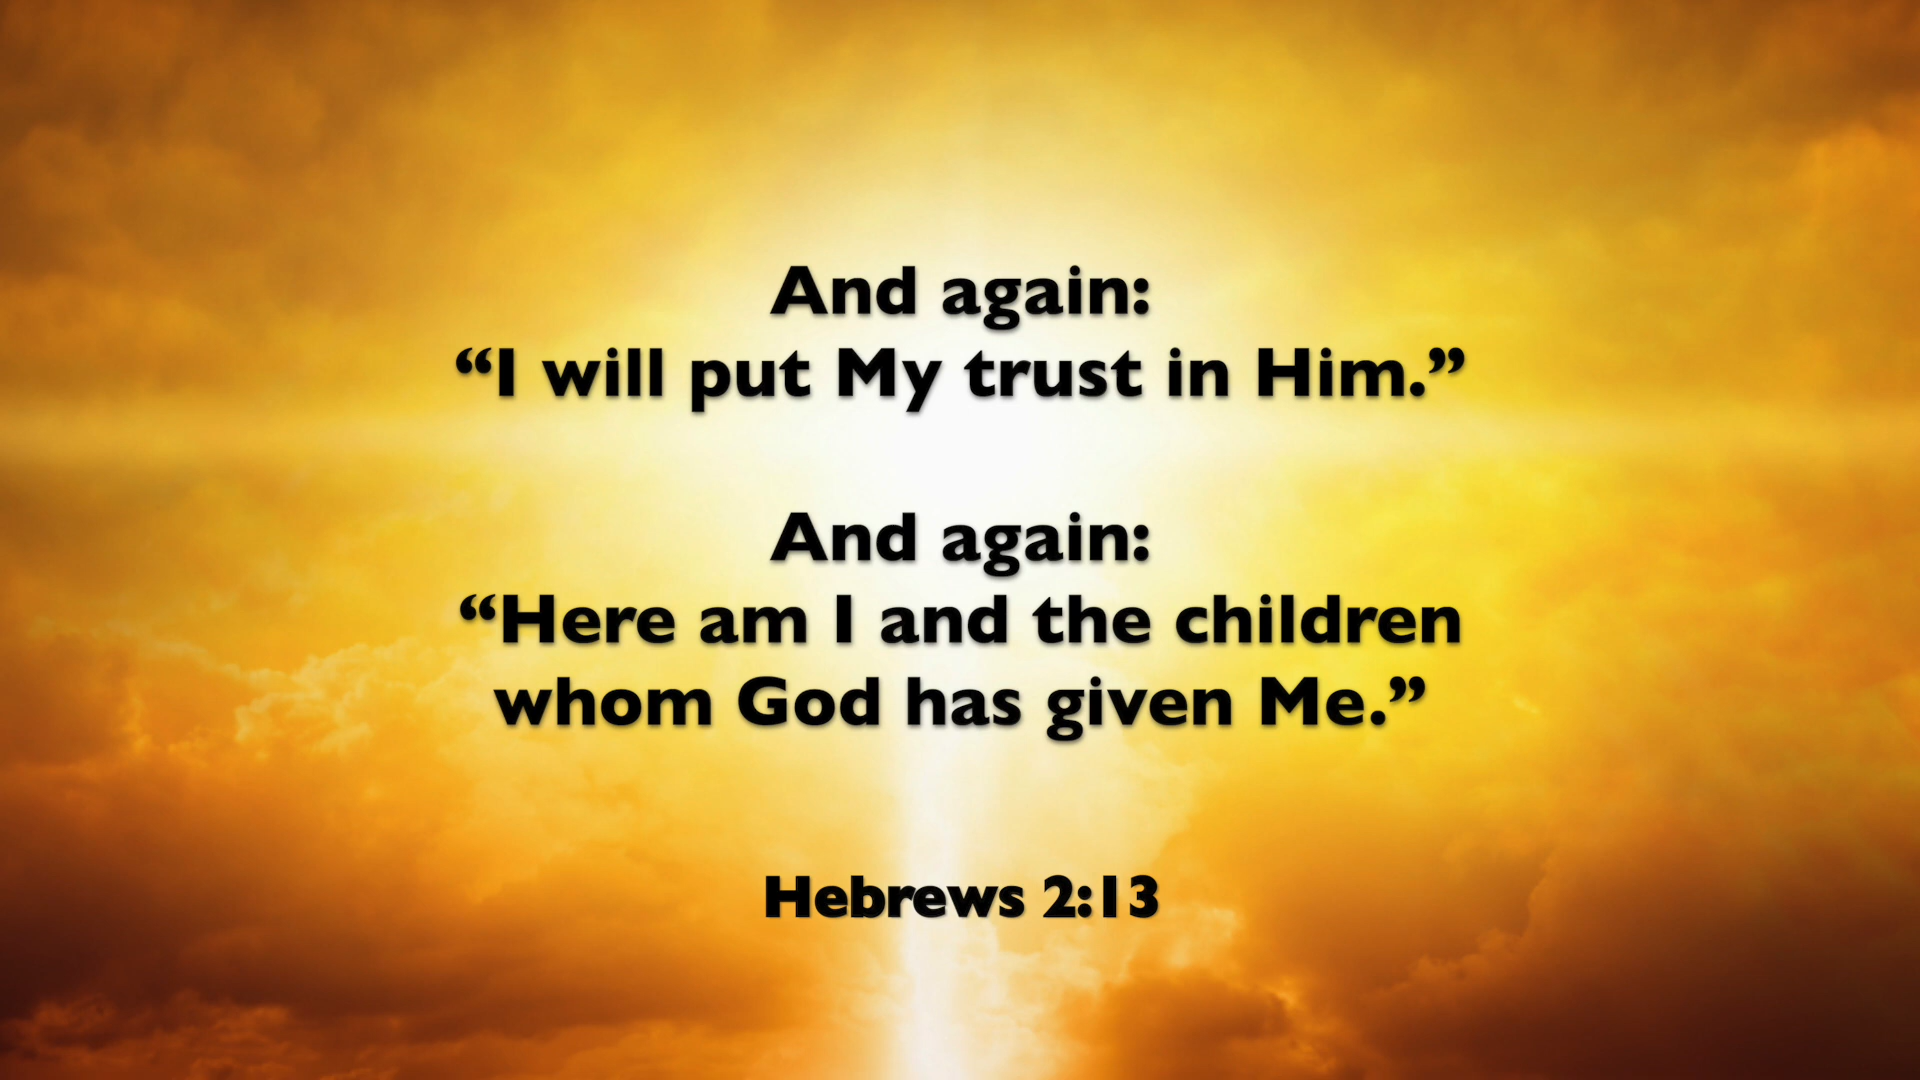 And again:
“I will put My trust in Him.”
And again:
“Here am I and the children
whom God has given Me.”
Hebrews 2:13